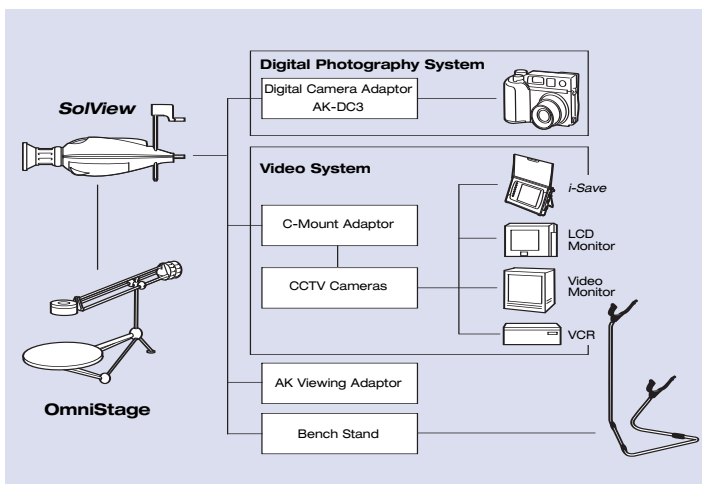 SolView
OmniStage
Digital Photography System
Digital Camera Adaptor
AK-DC3
Video System
C-Mount Adaptor
CCTV Cameras
i-Save
LCD
Monitor
Video
Monitor
VCR
AK Viewing Adaptor
Bench Stand